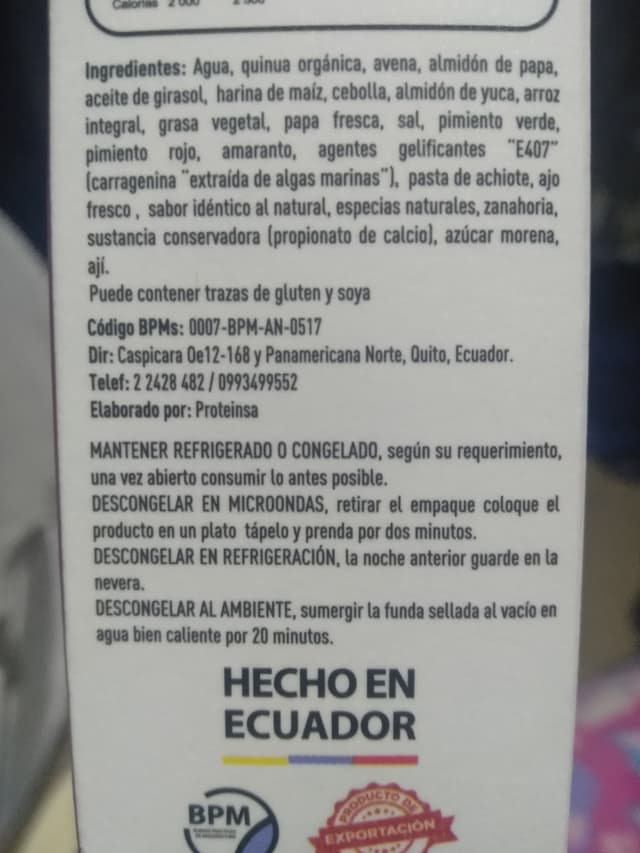 Calorías 2 000
Ingredientes: Agua, quinua orgánica, avena, almidón de papa,
aceite de girasol, harina de maíz, cebolla, almidón de yuca, arroz
integral, grasa vegetal, papa fresca, sal, pimiento verde,
pimiento rojo, amaranto, agentes gelificantes "E407"
(carragenina "extraída de algas marinas"), pasta de achiote, ajo
fresco , sabor idéntico al natural, especias naturales, zanahoria,
sustancia conservadora (propionato de calcio), azúcar morena,
ají.
Puede contener trazas de gluten y soya
Código BPMs: 0007-BPM-AN-0517
Dir: Caspicara Oe12-168 y Panamericana Norte, Quito, Ecuador.
Telef: 2 2428 482 / 0993499552
Elaborado por: Proteinsa
MANTENER REFRIGERADO O CONGELADO, según su requerimiento,
una vez abierto consumir lo antes posible.
DESCONGELAR EN MICROONDAS, retirar el empaque coloque el
producto en un plato tápelo y prenda por dos minutos.
DESCONGELAR EN REFRIGERACIÓN, la noche anterior guarde en la
nevera.
DESCONGELAR AL AMBIENTE, sumergir la funda sellada al vacío en
agua bien caliente por 20 minutos.
HECHO EN
ECUADOR
BPM
PRODUCTO DE
EXPORTACIÓN